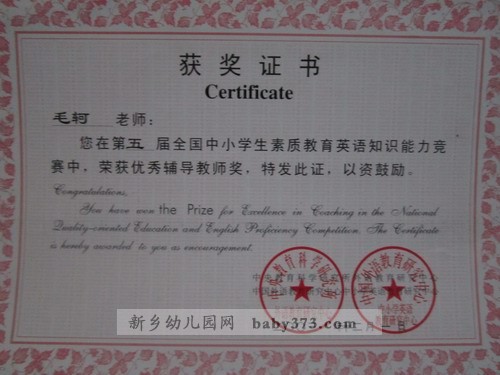 获奖证书
Certificate
毛轲 老师：
您在第五届全国中小学生素质教育英语知识能力竞
赛中，荣获优秀辅导教师奖，特发此证，以资鼓励。
Congratulations,
You have won the Prize for Excellence in Coaching in the National
Quality-oriented Education and English Proficiency Competition. The Certificate
is hereby awarded to you as encouragement.
新乡幼儿园网 baby373.com